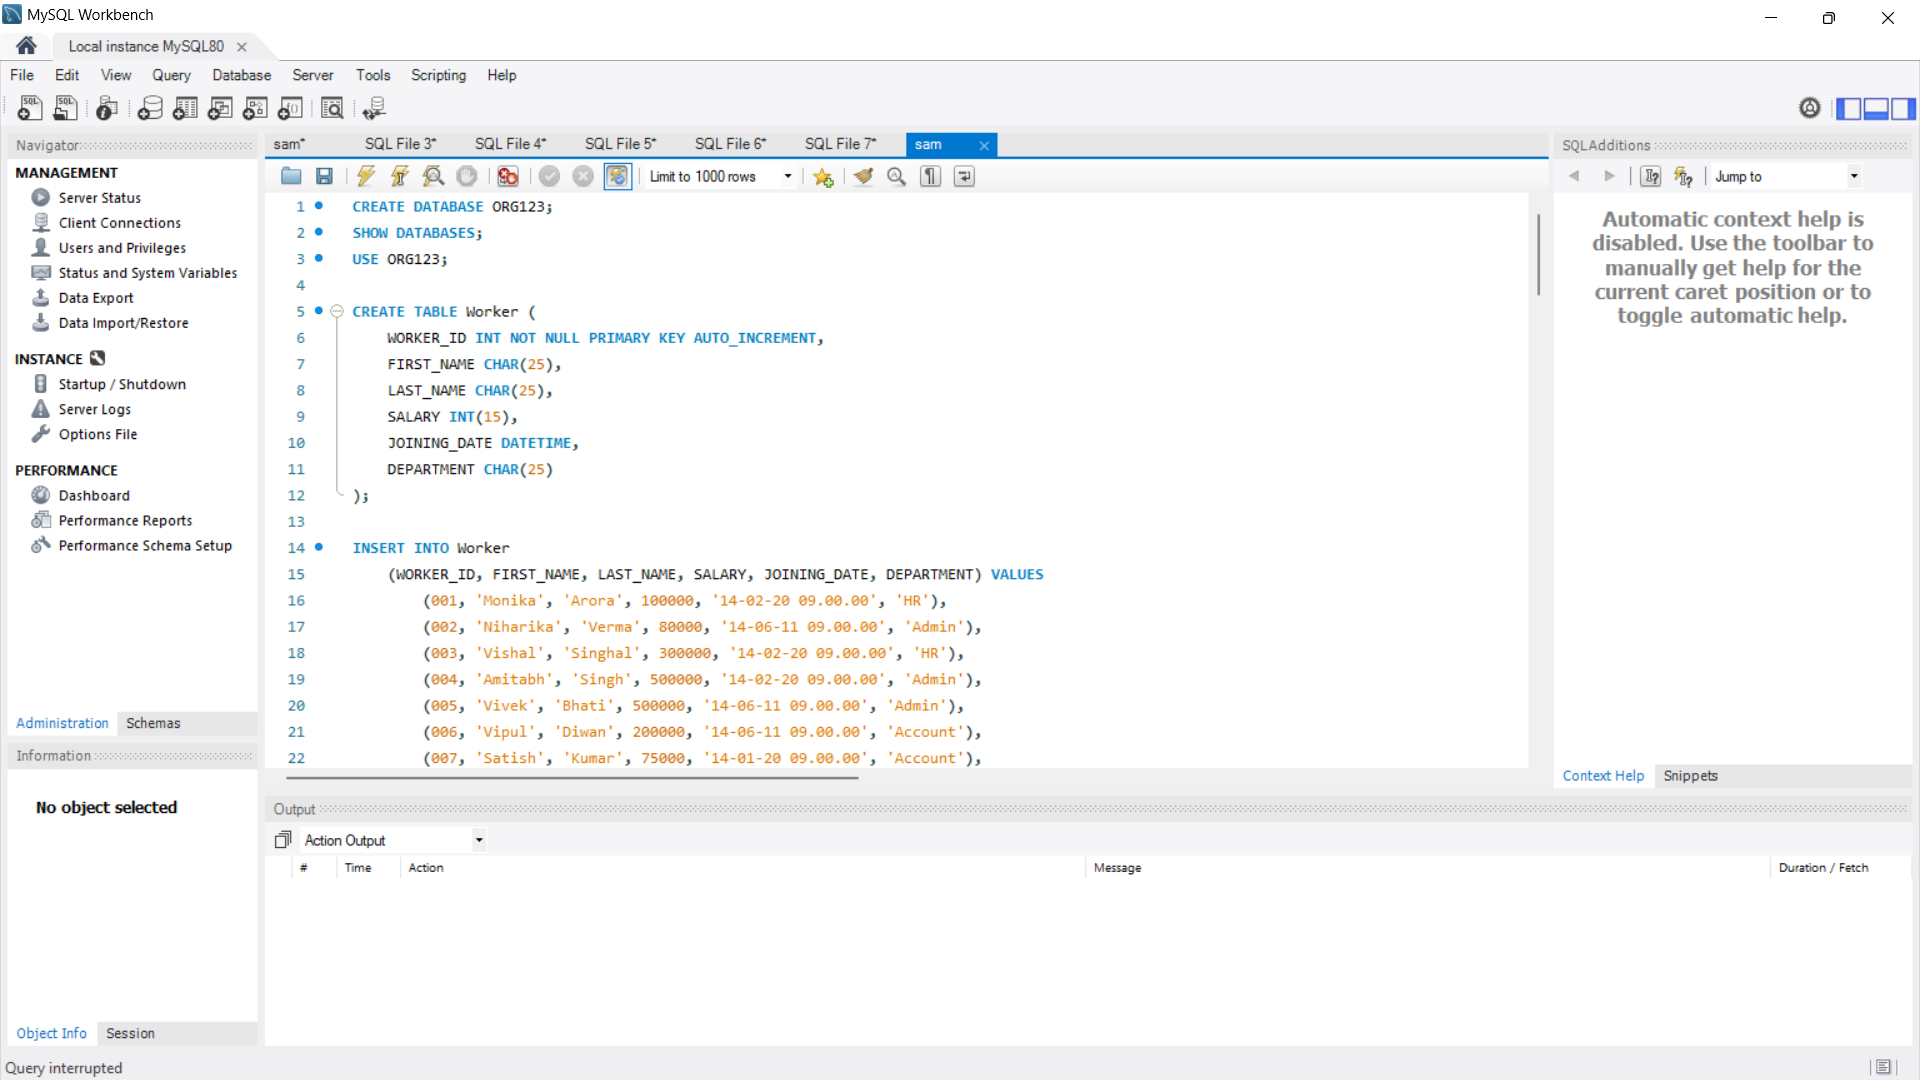 MySQL Workbench
Local instance MySQL80
File Edit View Query Database Server Tools Scripting Help
Navigator
MANAGEMENT
Server Status
Client Connections
Users and Privileges
Status and System Variables
Data Export
Data Import/Restore
INSTANCE
Startup / Shutdown
Server Logs
Options File
PERFORMANCE
Dashboard
Performance Reports
Performance Schema Setup
Administration Schemas
Information
No object selected
Object Info Session
sam* SQL File 3* SQL File 4* SQL File 5* SQL File 6* SQL File 7* sam
Limit to 1000 rows
1 CREATE DATABASE ORG123;
2 SHOW DATABASES;
3 USE ORG123;
4
5 CREATE TABLE Worker (
6 WORKER_ID INT NOT NULL PRIMARY KEY AUTO_INCREMENT,
7 FIRST_NAME CHAR(25),
8 LAST_NAME CHAR(25),
9 SALARY INT(15),
10 JOINING_DATE DATETIME,
11 DEPARTMENT CHAR(25)
12 );
13
14 INSERT INTO Worker
15 (WORKER_ID, FIRST_NAME, LAST_NAME, SALARY, JOINING_DATE, DEPARTMENT) VALUES
16 (001, 'Monika', 'Arora', 100000, '14-02-20 09.00.00', 'HR'),
17 (002, 'Niharika', 'Verma', 80000, '14-06-11 09.00.00', 'Admin'),
18 (003, 'Vishal', 'Singhal', 300000, '14-02-20 09.00.00', 'HR'),
19 (004, 'Amitabh', 'Singh', 500000, '14-02-20 09.00.00', 'Admin'),
20 (005, 'Vivek', 'Bhati', 500000, '14-06-11 09.00.00', 'Admin'),
21 (006, 'Vipul', 'Diwan', 200000, '14-06-11 09.00.00', 'Account'),
22 (007, 'Satish', 'Kumar', 75000, '14-01-20 09.00.00', 'Account'),
SQLAdditions
Jump to
Automatic context help is
disabled. Use the toolbar to
manually get help for the
current caret position or to
toggle automatic help.
Context Help Snippets
Output
Action Output
# Time Action Message Duration / Fetch
Query interrupted